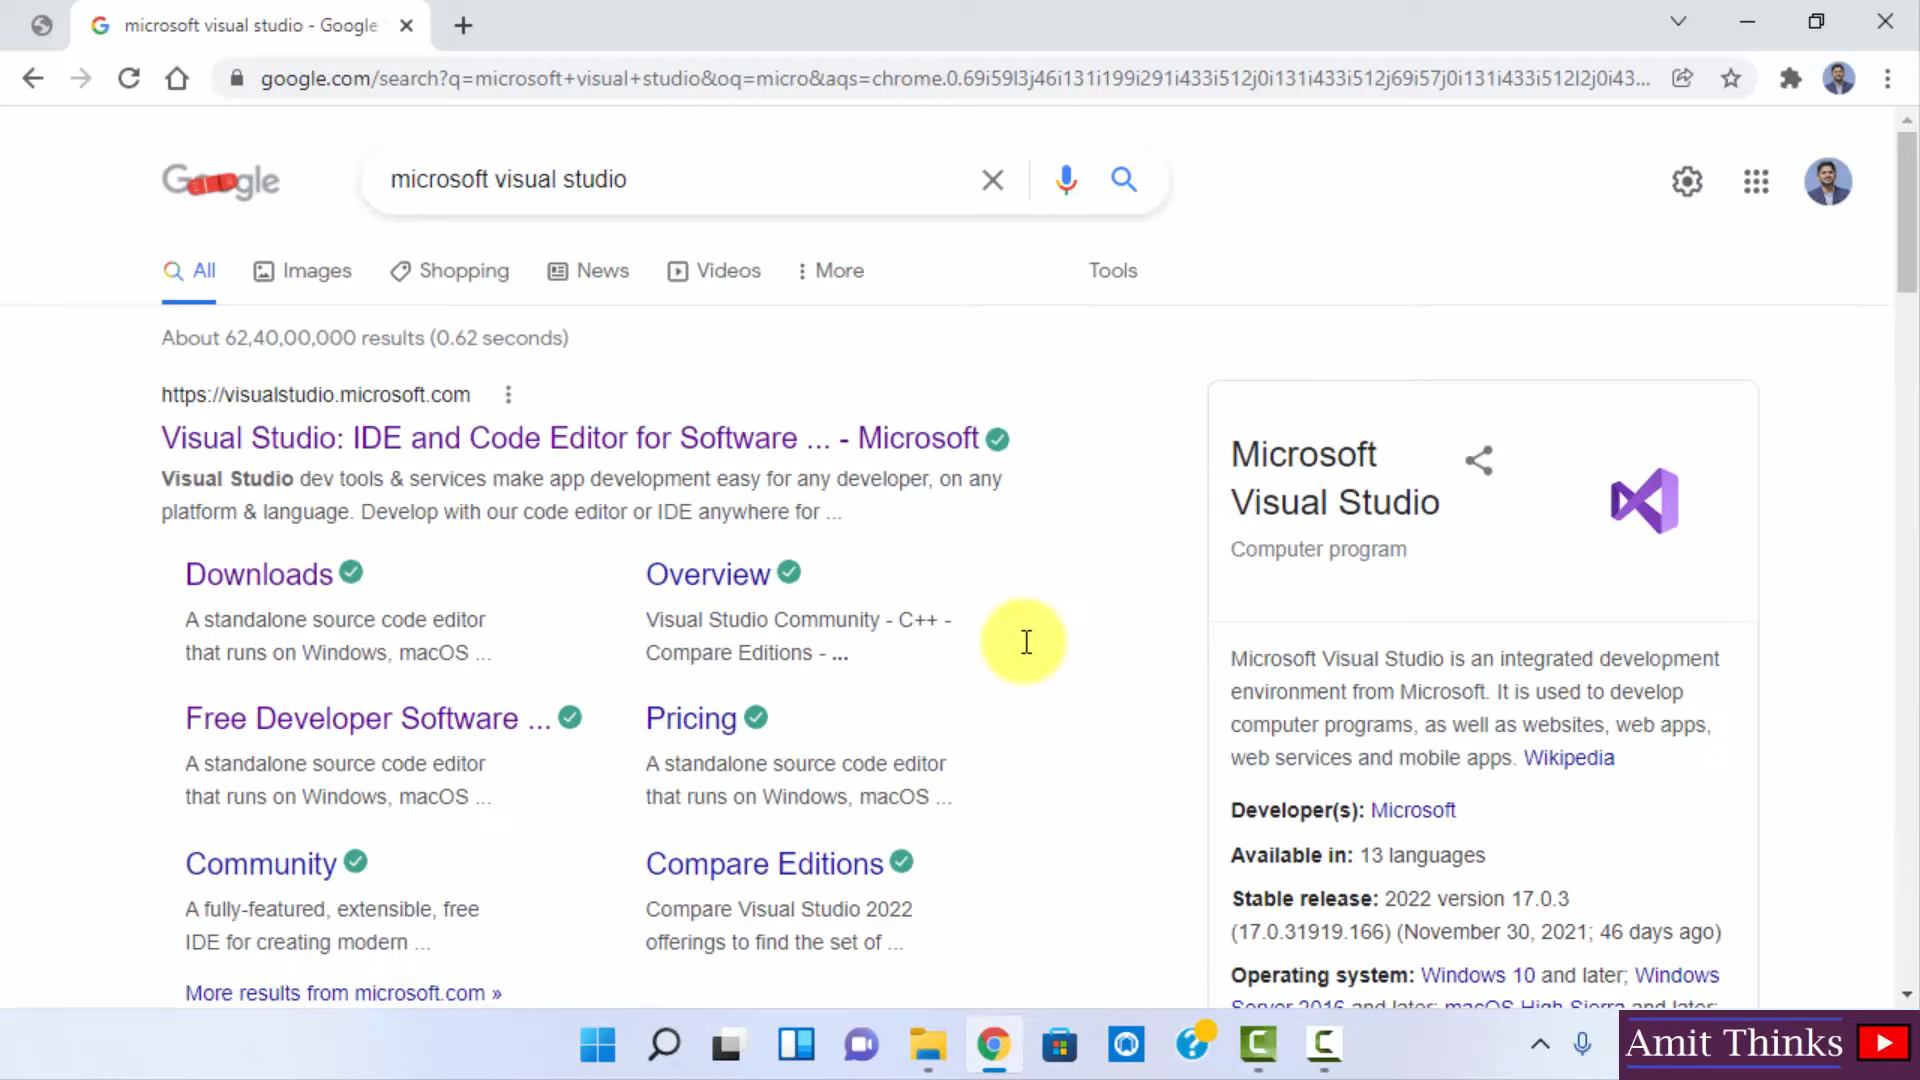 microsoft visual studio - Google
google.com/search?q=microsoft+visual+studio&oq=micro&aqs=chrome.0.69i59l3j46i131i199i291i433i512j0i131i433i512j69i57j0i131i433i512l2j0i43...
Google
microsoft visual studio
All
Images
Shopping
News
Videos
More
Tools
About 62,40,00,000 results (0.62 seconds)
https://visualstudio.microsoft.com
Visual Studio: IDE and Code Editor for Software ... - Microsoft
Visual Studio dev tools & services make app development easy for any developer, on any
platform & language. Develop with our code editor or IDE anywhere for ...
Downloads
A standalone source code editor
that runs on Windows, macOS ...
Overview
Visual Studio Community - C++ -
Compare Editions - ...
Free Developer Software ...
A standalone source code editor
that runs on Windows, macOS ...
Pricing
A standalone source code editor
that runs on Windows, macOS ...
Community
A fully-featured, extensible, free
IDE for creating modern ...
Compare Editions
Compare Visual Studio 2022
offerings to find the set of ...
More results from microsoft.com »
Microsoft
Visual Studio
Computer program
Microsoft Visual Studio is an integrated development
environment from Microsoft. It is used to develop
computer programs, as well as websites, web apps,
web services and mobile apps. Wikipedia
Developer(s): Microsoft
Available in: 13 languages
Stable release: 2022 version 17.0.3
(17.0.31919.166) (November 30, 2021; 46 days ago)
Operating system: Windows 10 and later; Windows
Server 2016 and later; macOS High Sierra and later;
Amit Thinks